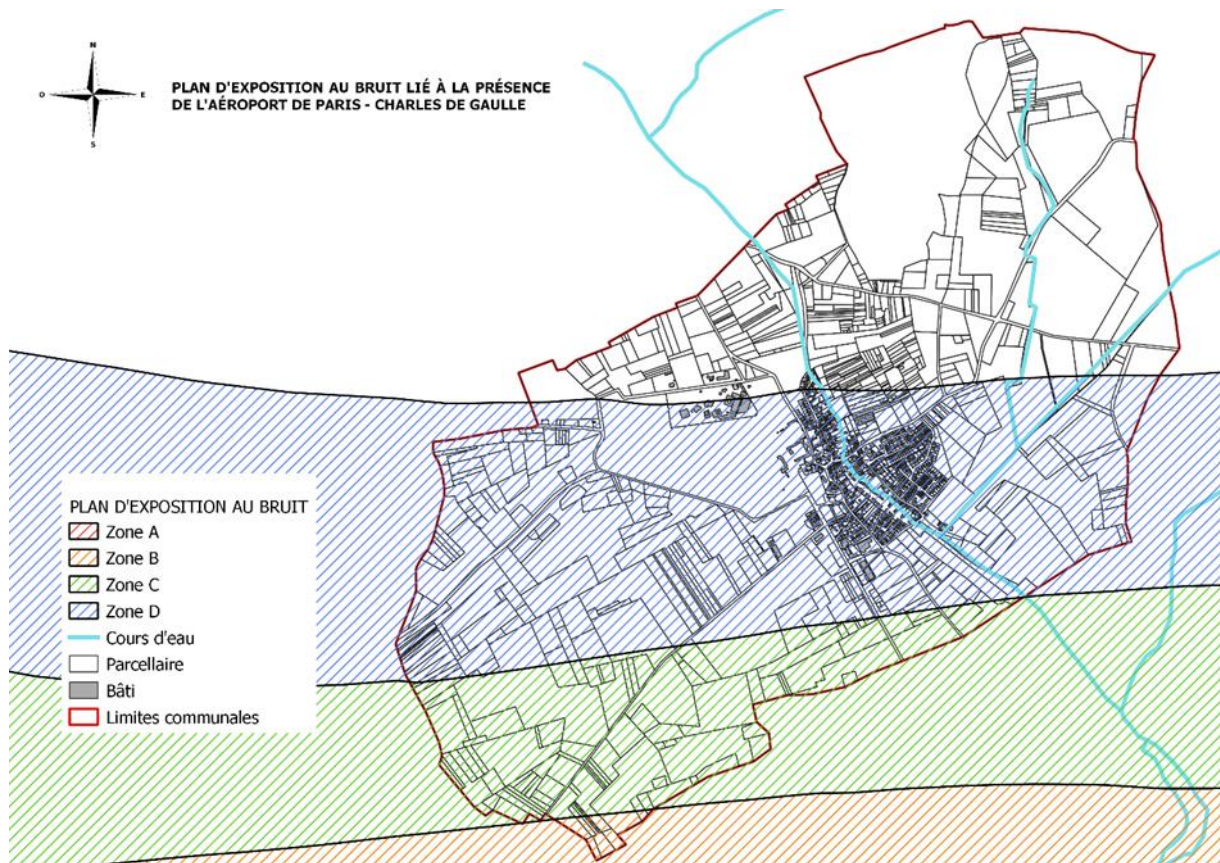 N
O
E
S
PLAN D'EXPOSITION AU BRUIT LIÉ À LA PRÉSENCE
DE L'AÉROPORT DE PARIS - CHARLES DE GAULLE
PLAN D'EXPOSITION AU BRUIT
Zone A
Zone B
Zone C
Zone D
Cours d'eau
Parcellaire
Bâti
Limites communales